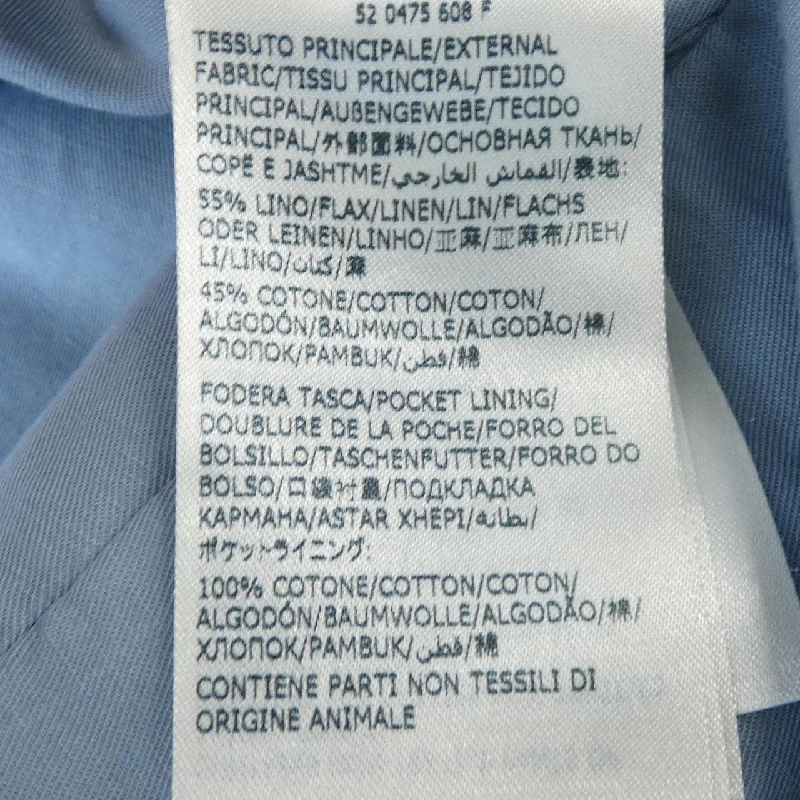 52 0475 608 F
TESSUTO PRINCIPALE/EXTERNAL
FABRIC/TISSU PRINCIPAL/TEJIDO
PRINCIPAL/AUßENGEWEBE/TECIDO
PRINCIPAL/外部面料/ОСНОВНАЯ ТКАНЬ/
COPË E JASHTME/القماش الخارجي/表地:
55% LINO/FLAX/LINEN/LIN/FLACHS
ODER LEINEN/LINHO/亚麻/亚麻布/ЛЕН/
LI/LINO/كتان/麻
45% COTONE/COTTON/COTON/
ALGODÓN/BAUMWOLLE/ALGODÃO/棉/
ХЛОПОК/PAMBUK/قطن/綿
FODERA TASCA/POCKET LINING/
DOUBLURE DE LA POCHE/FORRO DEL
BOLSILLO/TASCHENFUTTER/FORRO DO
BOLSO/口袋衬裏/ПОДКЛАДКА
КАРМАНА/ASTAR XHEPI/بطانة/
ポケットライニング:
100% COTONE/COTTON/COTON/
ALGODÓN/BAUMWOLLE/ALGODÃO/棉/
ХЛОПОК/PAMBUK/قطن/綿
CONTIENE PARTI NON TESSILI DI
ORIGINE ANIMALE